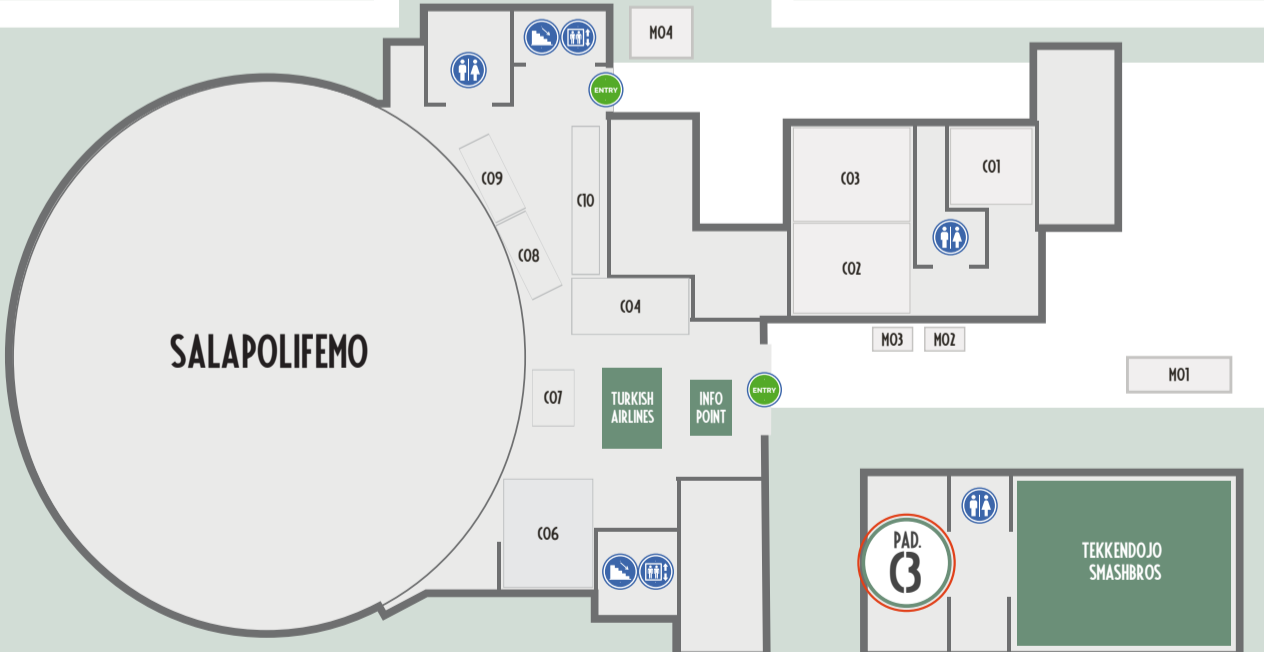 M04
ENTRY
C09
C10
C03
C01
C08
C02
C04
SALAPOLIFEMO
M03
M02
M01
ENTRY
C07
TURKISH
AIRLINES
INFO
POINT
C06
PAD.
C3
TEKKENDOJO
SMASHBROS